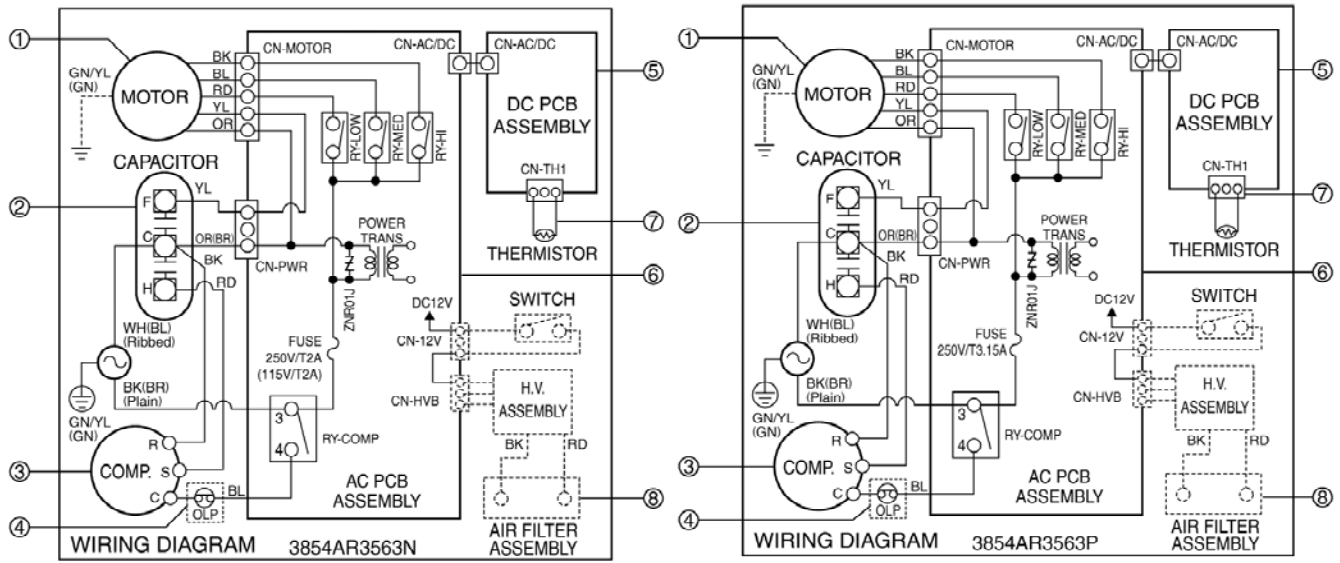 ①
CN-MOTOR
CN-AC/DC
CN-AC/DC
BK
BL
RD
YL
OR
GN/YL
(GN)
MOTOR
⑤
DC PCB
ASSEMBLY
RY-LOW
RY-MED
RY-HI
CAPACITOR
CN-TH1
②
F
YL
⑦
POWER
TRANS
THERMISTOR
C
OR(BR)
BK
CN-PWR
⑥
H
RD
ZNR01J
DC12V
SWITCH
WH(BL)
(Ribbed)
CN-12V
FUSE
250V/T2A
(115V/T2A)
BK(BR)
(Plain)
CN-HVB
H.V.
ASSEMBLY
GN/YL
(GN)
3
4
RY-COMP
BK
RD
③
COMP.
R
S
C
AC PCB
ASSEMBLY
BL
④
OLP
⑧
AIR FILTER
ASSEMBLY
WIRING DIAGRAM
3854AR3563N
①
CN-MOTOR
CN-AC/DC
CN-AC/DC
BK
BL
RD
YL
OR
GN/YL
(GN)
MOTOR
⑤
DC PCB
ASSEMBLY
RY-LOW
RY-MED
RY-HI
CAPACITOR
CN-TH1
②
F
YL
⑦
POWER
TRANS
THERMISTOR
C
OR(BR)
BK
CN-PWR
⑥
H
RD
ZNR01J
DC12V
SWITCH
WH(BL)
(Ribbed)
CN-12V
FUSE
250V/T3.15A
BK(BR)
(Plain)
CN-HVB
H.V.
ASSEMBLY
GN/YL
(GN)
3
4
RY-COMP
BK
RD
③
COMP.
R
S
C
AC PCB
ASSEMBLY
BL
④
OLP
⑧
AIR FILTER
ASSEMBLY
WIRING DIAGRAM
3854AR3563P